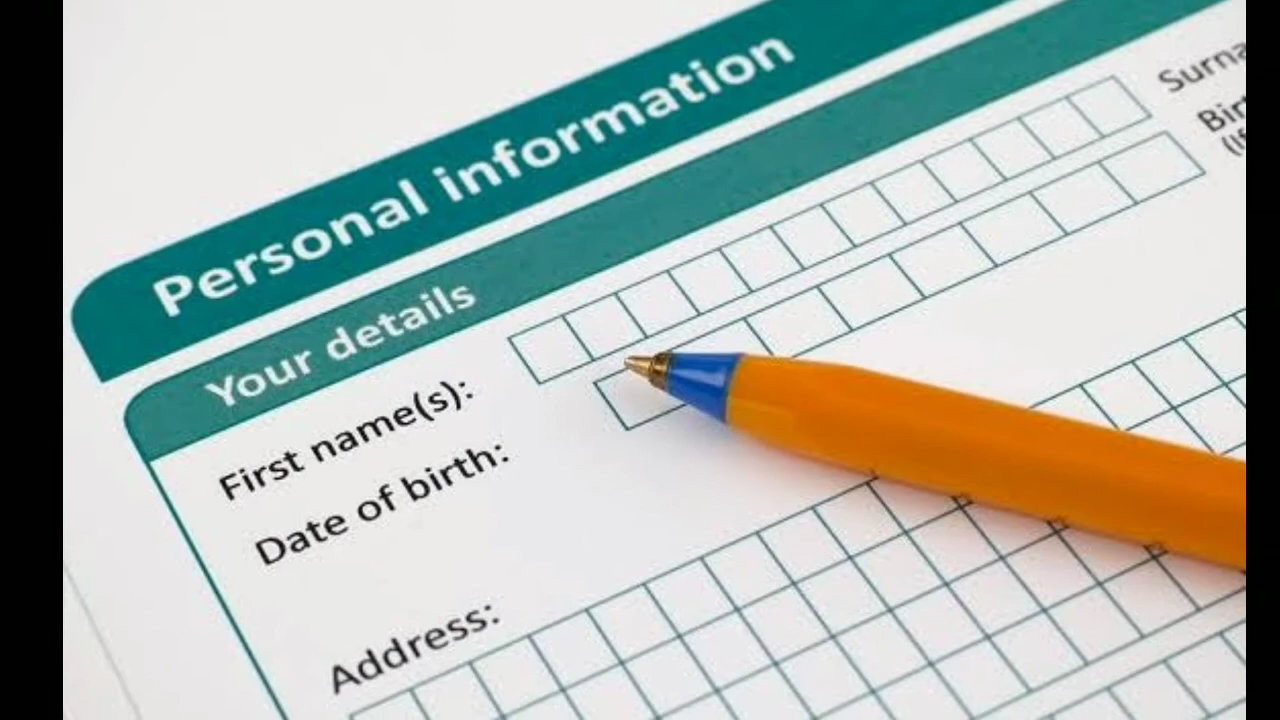 Personal information
Your details
First name(s):
Date of birth:
Address: